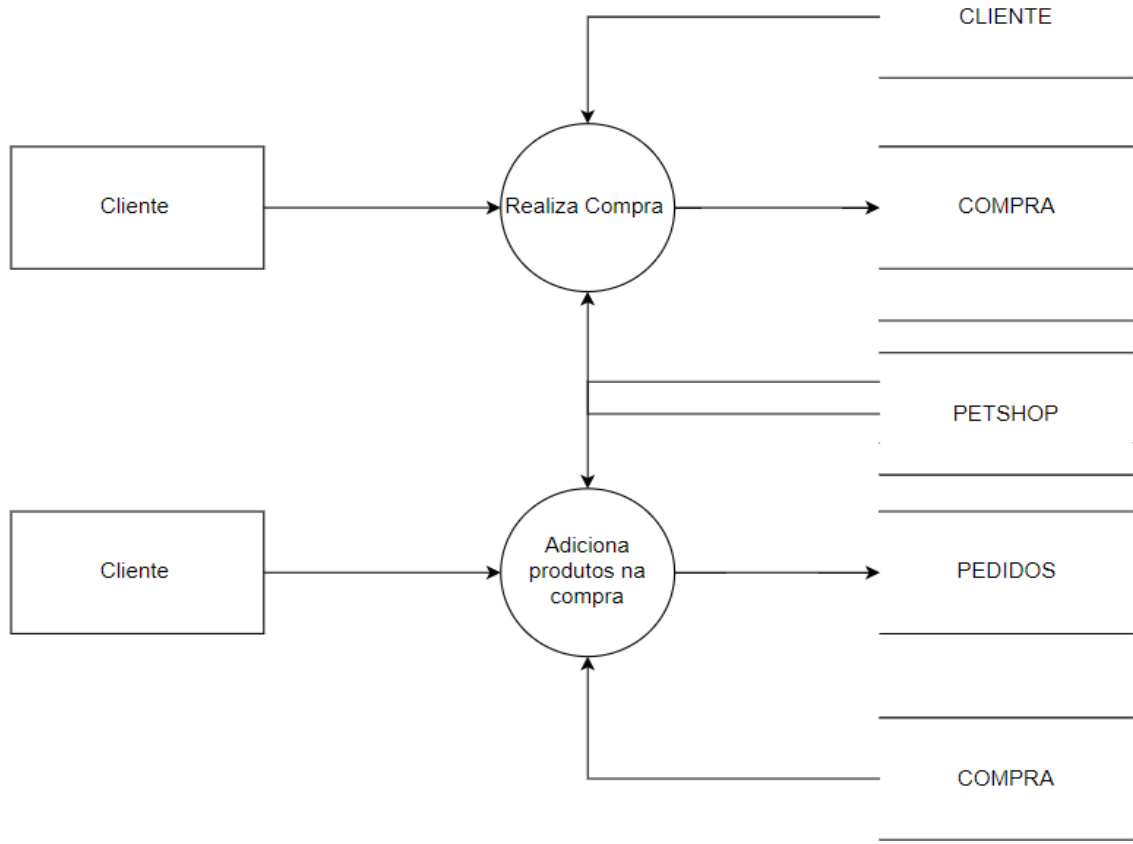 CLIENTE
Cliente
Realiza Compra
COMPRA
PETSHOP
Cliente
Adiciona
produtos na
compra
PEDIDOS
COMPRA